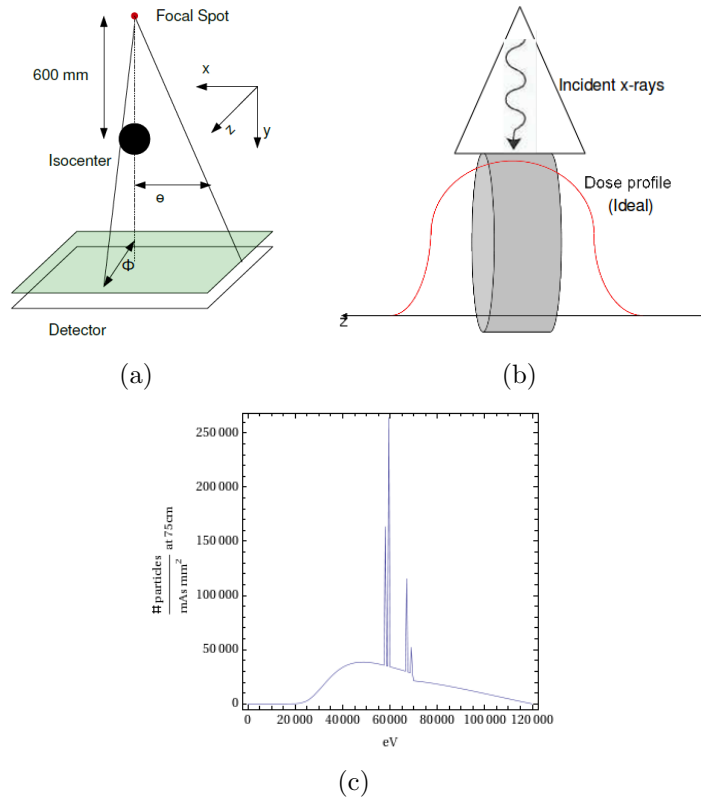 Focal Spot
600 mm
x
z
y
Isocenter
e
Φ
Detector
(a)
Incident x-rays
Dose profile
(Ideal)
z
(b)
250 000
200 000
150 000
100 000
50 000
0
# particles
mAs mm²
at 75cm
0 20 000 40 000 60 000 80 000 100 000 120 000
eV
(c)